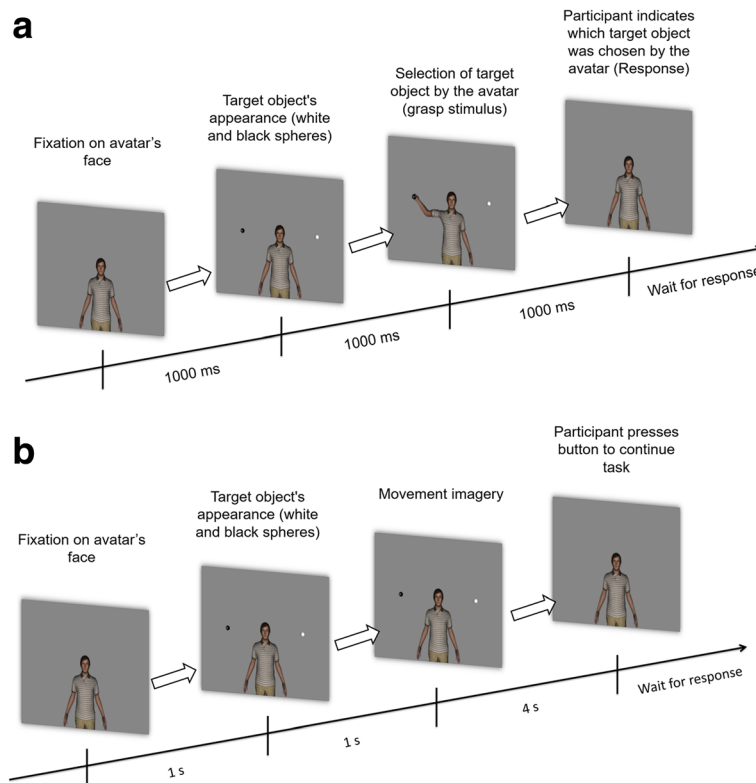 a
Participant indicates
which target object
was chosen by the
avatar (Response)
Selection of target
object by the avatar
(grasp stimulus)
Target object's
appearance (white
and black spheres)
Fixation on avatar’s
face
1000 ms
1000 ms
1000 ms
Wait for response
b
Participant presses
button to continue
task
Movement imagery
Target object's
appearance (white
and black spheres)
Fixation on avatar’s
face
1 s
1 s
4 s
Wait for response